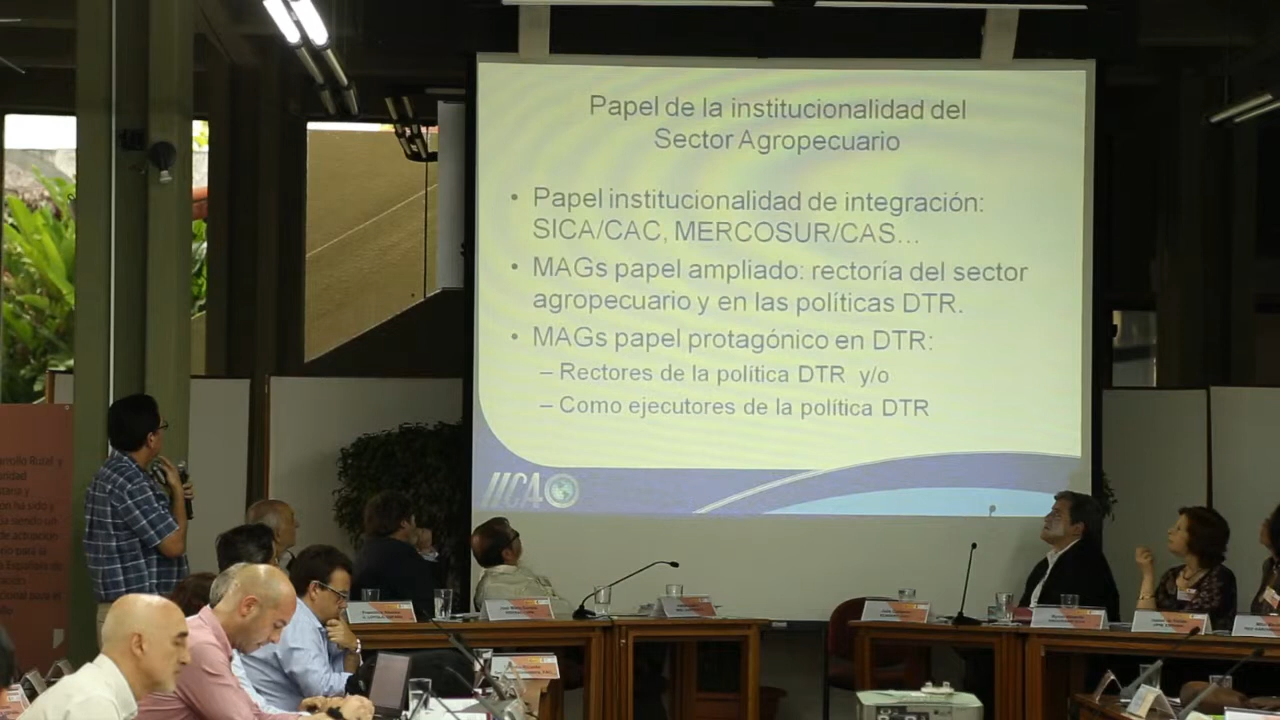 Papel de la institucionalidad del
Sector Agropecuario
• Papel institucionalidad de integración:
SICA/CAC, MERCOSUR/CAS...
• MAGs papel ampliado: rectoría del sector
agropecuario y en las políticas DTR.
• MAGs papel protagónico en DTR:
– Rectores de la política DTR y/o
– Como ejecutores de la política DTR
IICA